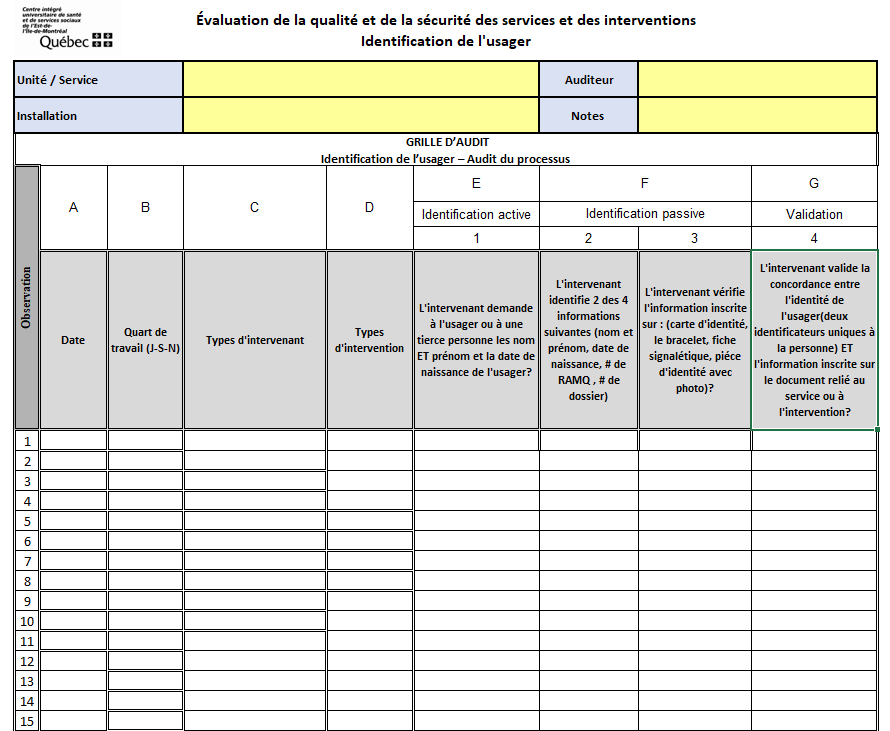 Centre intégré
universitaire de santé
et de services sociaux
de l'Est-de-
l'Île-de-Montréal
Québec
Évaluation de la qualité et de la sécurité des services et des interventions
Identification de l'usager
Unité / Service
Auditeur
Installation
Notes
GRILLE D'AUDIT
Identification de l'usager – Audit du processus
Observation
A
B
C
D
E
F
G
Identification active
Identification passive
Validation
1
2
3
4
Date
Quart de
travail (J-S-N)
Types d'intervenant
Types
d'intervention
L'intervenant demande
à l'usager ou à une
tierce personne les nom
ET prénom et la date de
naissance de l'usager?
L'intervenant
identifie 2 des 4
informations
suivantes (nom et
prénom, date de
naissance, # de
RAMQ , # de
dossier)
L'intervenant vérifie
l'information inscrite
sur : (carte d'identité,
le bracelet, fiche
signalétique, piéce
d'identité avec
photo)?
L'intervenant valide la
concordance entre
l'identité de
l'usager(deux
identificateurs uniques à
la personne) ET
l'information inscrite sur
le document relié au
service ou à
l'intervention?
1
2
3
4
5
6
7
8
9
10
11
12
13
14
15